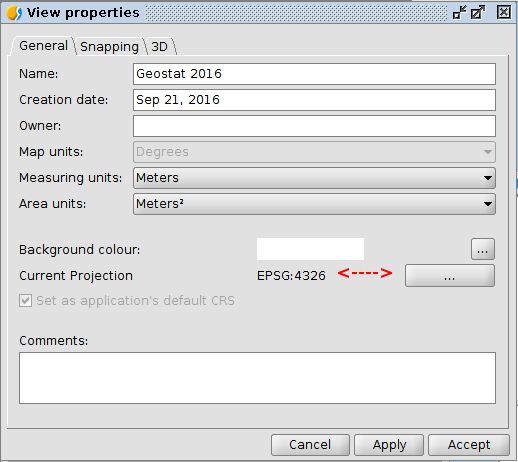 View properties
General Snapping 3D
Name: Geostat 2016
Creation date: Sep 21, 2016
Owner:
Map units: Degrees
Measuring units: Meters
Area units: Meters²
Background colour: ...
Current Projection EPSG:4326 <----> ...
Set as application's default CRS
Comments:
Cancel Apply Accept